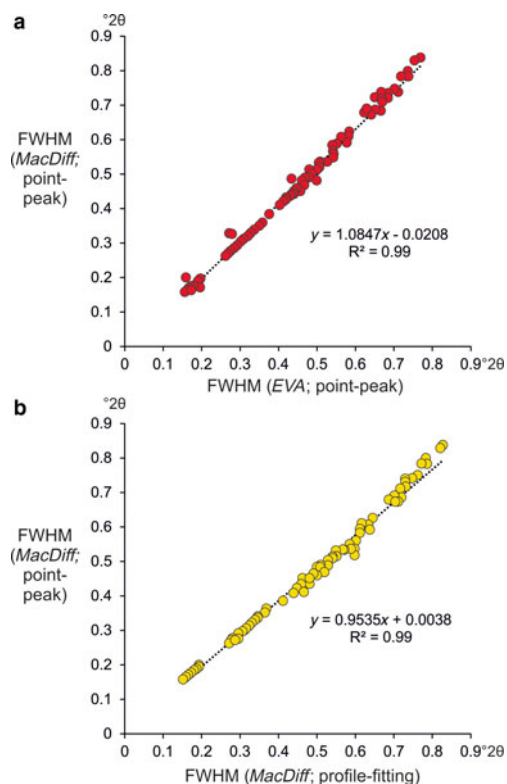 a
°2θ
0.9
0.8
0.7
0.6
0.5
0.4
0.3
0.2
0.1
0
FWHM
(MacDiff;
point-
peak)
y = 1.0847x - 0.0208
R² = 0.99
0 0.1 0.2 0.3 0.4 0.5 0.6 0.7 0.8 0.9 °2θ
FWHM (EVA; point-peak)
b
°2θ
0.9
0.8
0.7
0.6
0.5
0.4
0.3
0.2
0.1
0
FWHM
(MacDiff;
point-
peak)
y = 0.9535x + 0.0038
R² = 0.99
0 0.1 0.2 0.3 0.4 0.5 0.6 0.7 0.8 0.9 °2θ
FWHM (MacDiff; profile-fitting)